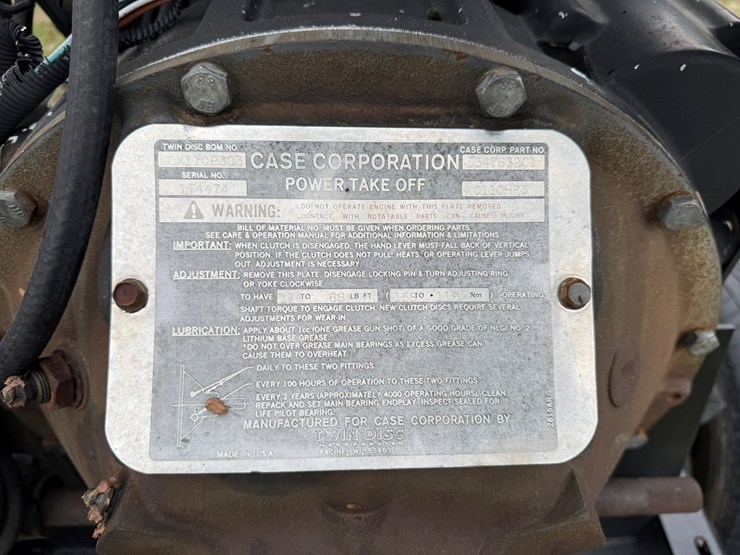 TWIN DISC BOM NO.
CASE CORP. PART NO.
CX110P303
CASE CORPORATION
SERIAL NO.
1T4474
POWER TAKE OFF
C110HP3
WARNING:
DO NOT OPERATE ENGINE WITH THIS PLATE REMOVED.
CONTACT WITH ROTATABLE PARTS CAN CAUSE INJURY
BILL OF MATERIAL NO. MUST BE GIVEN WHEN ORDERING PARTS.
SEE CARE & OPERATION MANUAL FOR ADDITIONAL INFORMATION & LIMITATIONS.
IMPORTANT: WHEN CLUTCH IS DISENGAGED, THE HAND LEVER MUST FALL BACK OF VERTICAL
POSITION. IF THE CLUTCH DOES NOT PULL, HEATS, OR OPERATING LEVER JUMPS
OUT, ADJUSTMENT IS NECESSARY.
ADJUSTMENT: REMOVE THIS PLATE. DISENGAGE LOCKING PIN & TURN ADJUSTING RING
OR YOKE CLOCKWISE
TO HAVE TO LB FT ( TO Nm ) OPERATING
SHAFT TORQUE TO ENGAGE CLUTCH. NEW CLUTCH DISCS REQUIRE SEVERAL
ADJUSTMENTS FOR WEAR-IN.
LUBRICATION: APPLY ABOUT 1cc (ONE GREASE GUN SHOT) OF A GOOD GRADE OF NLGI NO. 2
LITHIUM BASE GREASE.
*DO NOT OVER GREASE MAIN BEARINGS AS EXCESS GREASE CAN
CAUSE THEM TO OVERHEAT.
DAILY TO THESE TWO FITTINGS.
EVERY 100 HOURS OF OPERATION TO THESE TWO FITTINGS
EVERY 2 YEARS (APPROXIMATELY 4000 OPERATING HOURS) CLEAN,
REPACK AND SET MAIN BEARING ENDPLAY. INSPECT SEALED FOR
LIFE PILOT BEARING.
MANUFACTURED FOR CASE CORPORATION BY
TWIN DISC
MADE IN U.S.A.
RACINE, WI 53403
2819AR